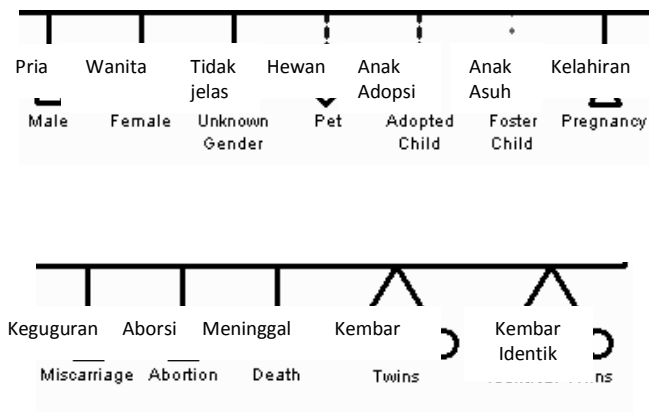 Pria Wanita Tidak Hewan Anak Anak Kelahiran
jelas Adopsi Asuh
Male Female Unknown Pet Adopted Foster Pregnancy
Gender Child Child
Keguguran Aborsi Meninggal Kembar Kembar
Identik
Miscarriage Abortion Death Twins